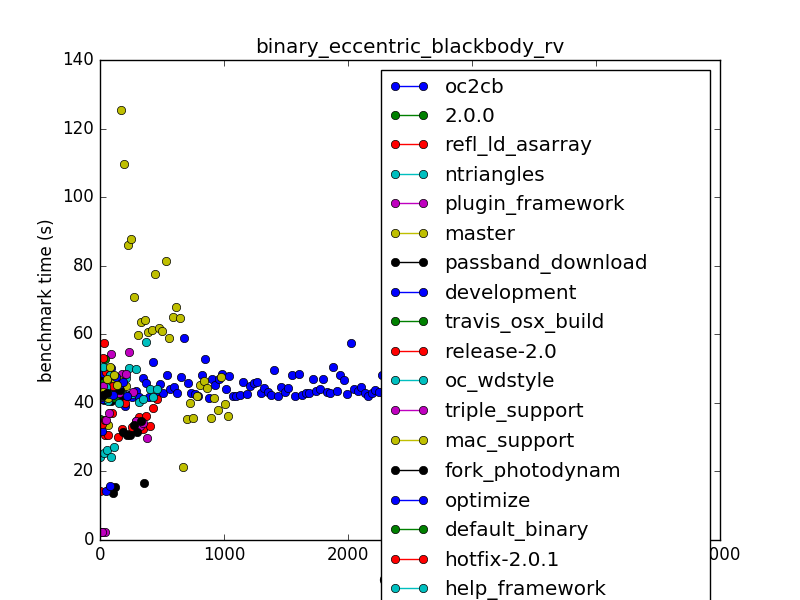 binary_eccentric_blackbody_rv
benchmark time (s)
140
120
100
80
60
40
20
0
0
1000
2000
000
oc2cb
2.0.0
refl_ld_asarray
ntriangles
plugin_framework
master
passband_download
development
travis_osx_build
release-2.0
oc_wdstyle
triple_support
mac_support
fork_photodynam
optimize
default_binary
hotfix-2.0.1
help_framework